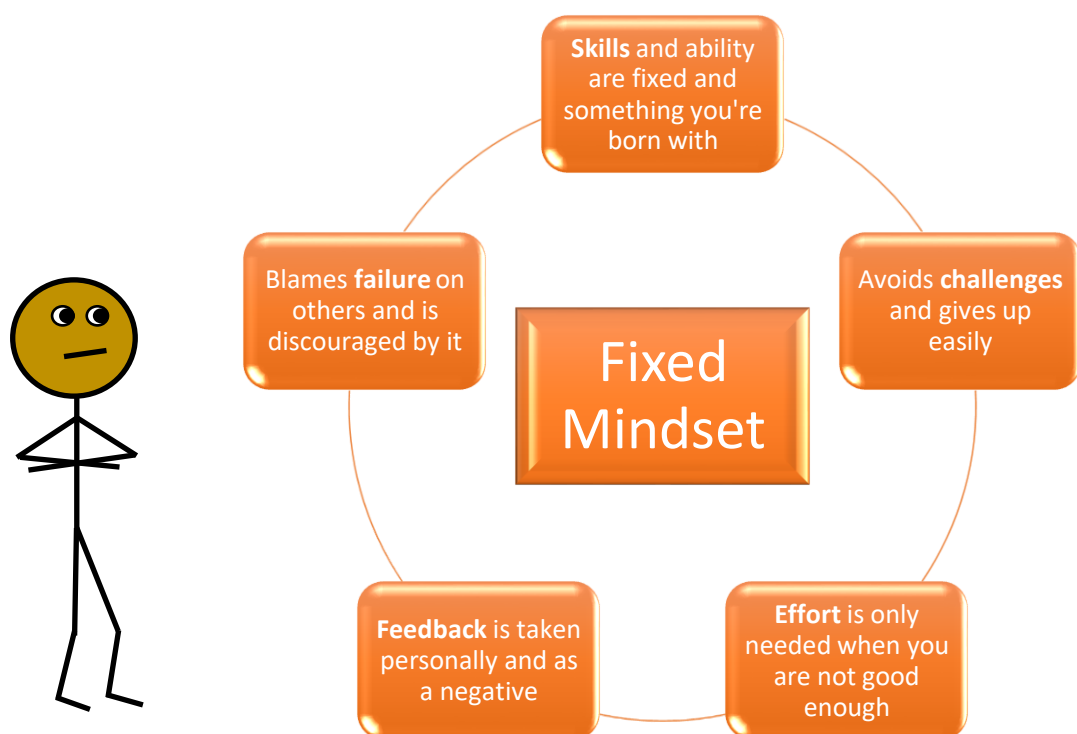 Skills and ability
are fixed and
something you're
born with
Blames failure on
others and is
discouraged by it
Avoids challenges
and gives up
easily
Fixed
Mindset
Feedback is taken
personally and as
a negative
Effort is only
needed when you
are not good
enough